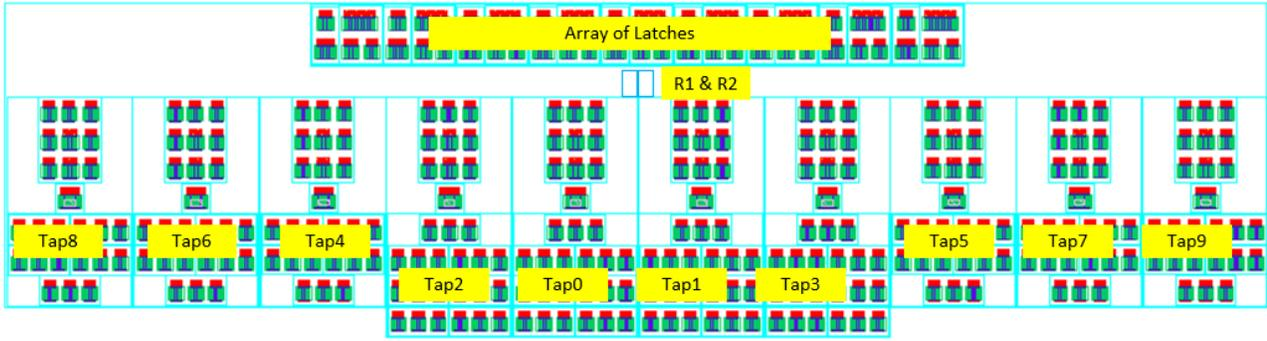 Array of Latches
R1 & R2
Tap8
Tap6
Tap4
Tap2
Tap0
Tap1
Tap3
Tap5
Tap7
Tap9